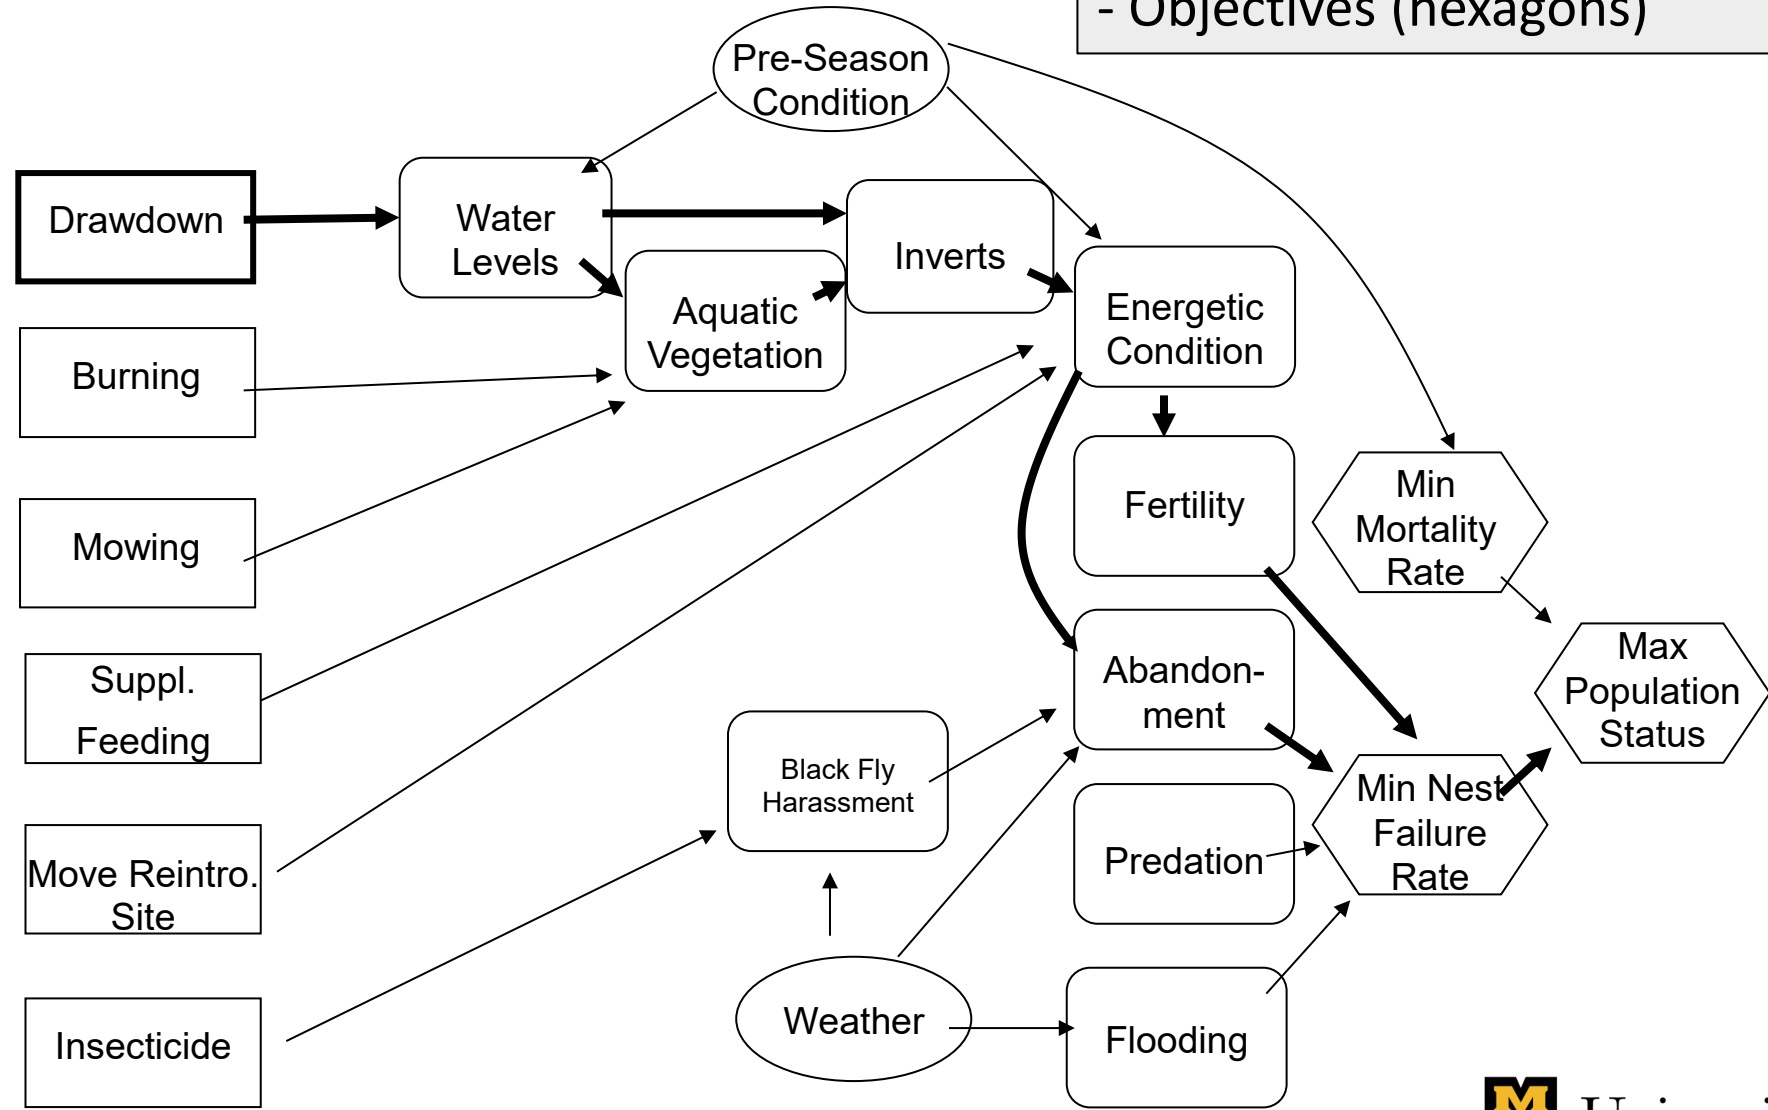 - Objectives (hexagons)
Pre-Season
Condition
Drawdown
Water
Levels
Inverts
Aquatic
Vegetation
Energetic
Condition
Burning
Mowing
Fertility
Min
Mortality
Rate
Suppl.
Feeding
Abandon-
ment
Max
Population
Status
Black Fly
Harassment
Min Nest
Failure
Rate
Predation
Move Reintro.
Site
Weather
Flooding
Insecticide
M